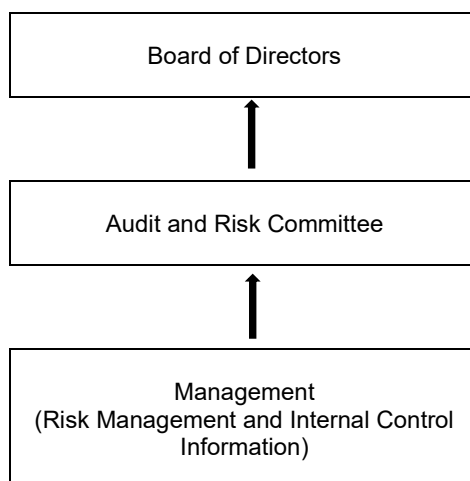 Board of Directors
Audit and Risk Committee
Management
(Risk Management and Internal Control
Information)